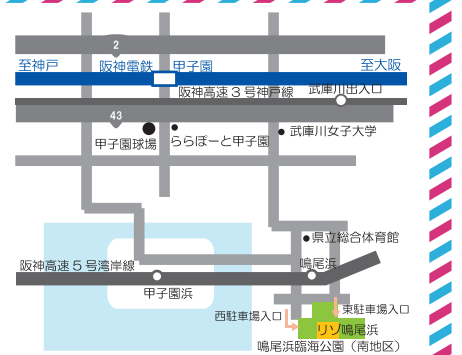 2
至神戸
阪神電鉄
甲子園
至大阪
阪神高速3号神戸線
武庫川出入口
43
甲子園球場
ららぽーと甲子園
武庫川女子大学
県立総合体育館
阪神高速5号湾岸線
鳴尾浜
甲子園浜
西駐車場入口
東駐車場入口
リゾ鳴尾浜
鳴尾浜臨海公園（南地区）